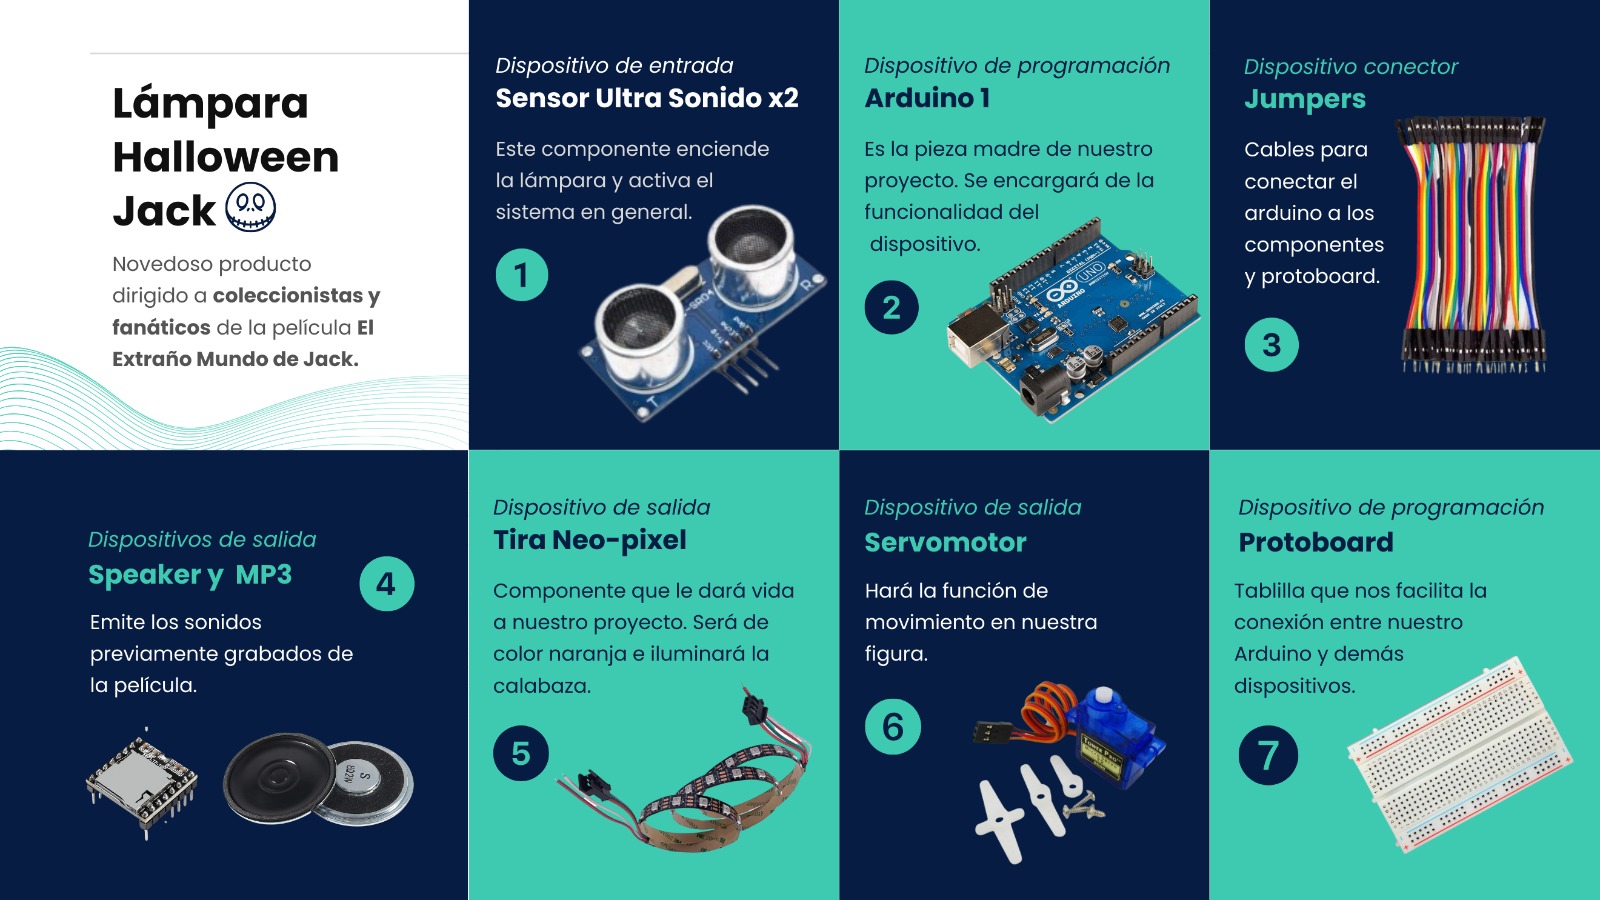 Lámpara
Halloween
Jack
Novedoso producto
dirigido a coleccionistas y
fanáticos de la película El
Extraño Mundo de Jack.
Dispositivo de entrada
Sensor Ultra Sonido x2
Este componente enciende
la lámpara y activa el
sistema en general.
1
T
R
Dispositivo de programación
Arduino 1
Es la pieza madre de nuestro
proyecto. Se encargará de la
funcionalidad del
dispositivo.
2
UNO
ARDUINO
Dispositivo conector
Jumpers
Cables para
conectar el
arduino a los
componentes
y protoboard.
3
Dispositivos de salida
Speaker y MP3
4
Emite los sonidos
previamente grabados de
la película.
Dispositivo de salida
Tira Neo-pixel
Componente que le dará vida
a nuestro proyecto. Será de
color naranja e iluminará la
calabaza.
5
Dispositivo de salida
Servomotor
Hará la función de
movimiento en nuestra
figura.
6
Tower Pro
Dispositivo de programación
Protoboard
Tablilla que nos facilita la
conexión entre nuestro
Arduino y demás
dispositivos.
7